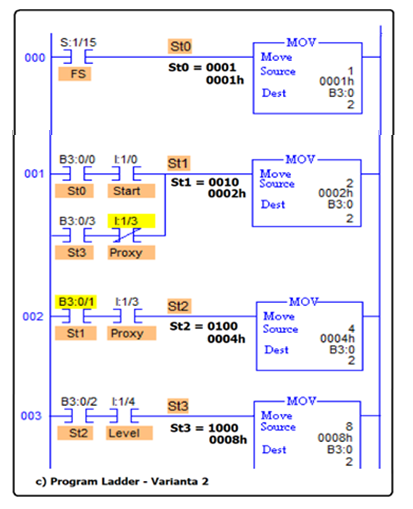 S:1/15 St0 MOV
000 Move
FS St0 = 0001 Source 1
0001h 0001h
Dest B3:0
2
B3:0/0 I:1/0 MOV
001 St1 Move
St0 Start St1 = 0010 Source 2
0002h 0002h
B3:0/3 I:1/3 Dest B3:0
2
St3 Proxy
B3:0/1 I:1/3 St2 MOV
002 Move
St1 Proxy St2 = 0100 Source 4
0004h 0004h
Dest B3:0
2
B3:0/2 I:1/4 St3 MOV
003 Move
St2 Level St3 = 1000 Source 8
0008h 0008h
Dest B3:0
2
c) Program Ladder - Varianta 2